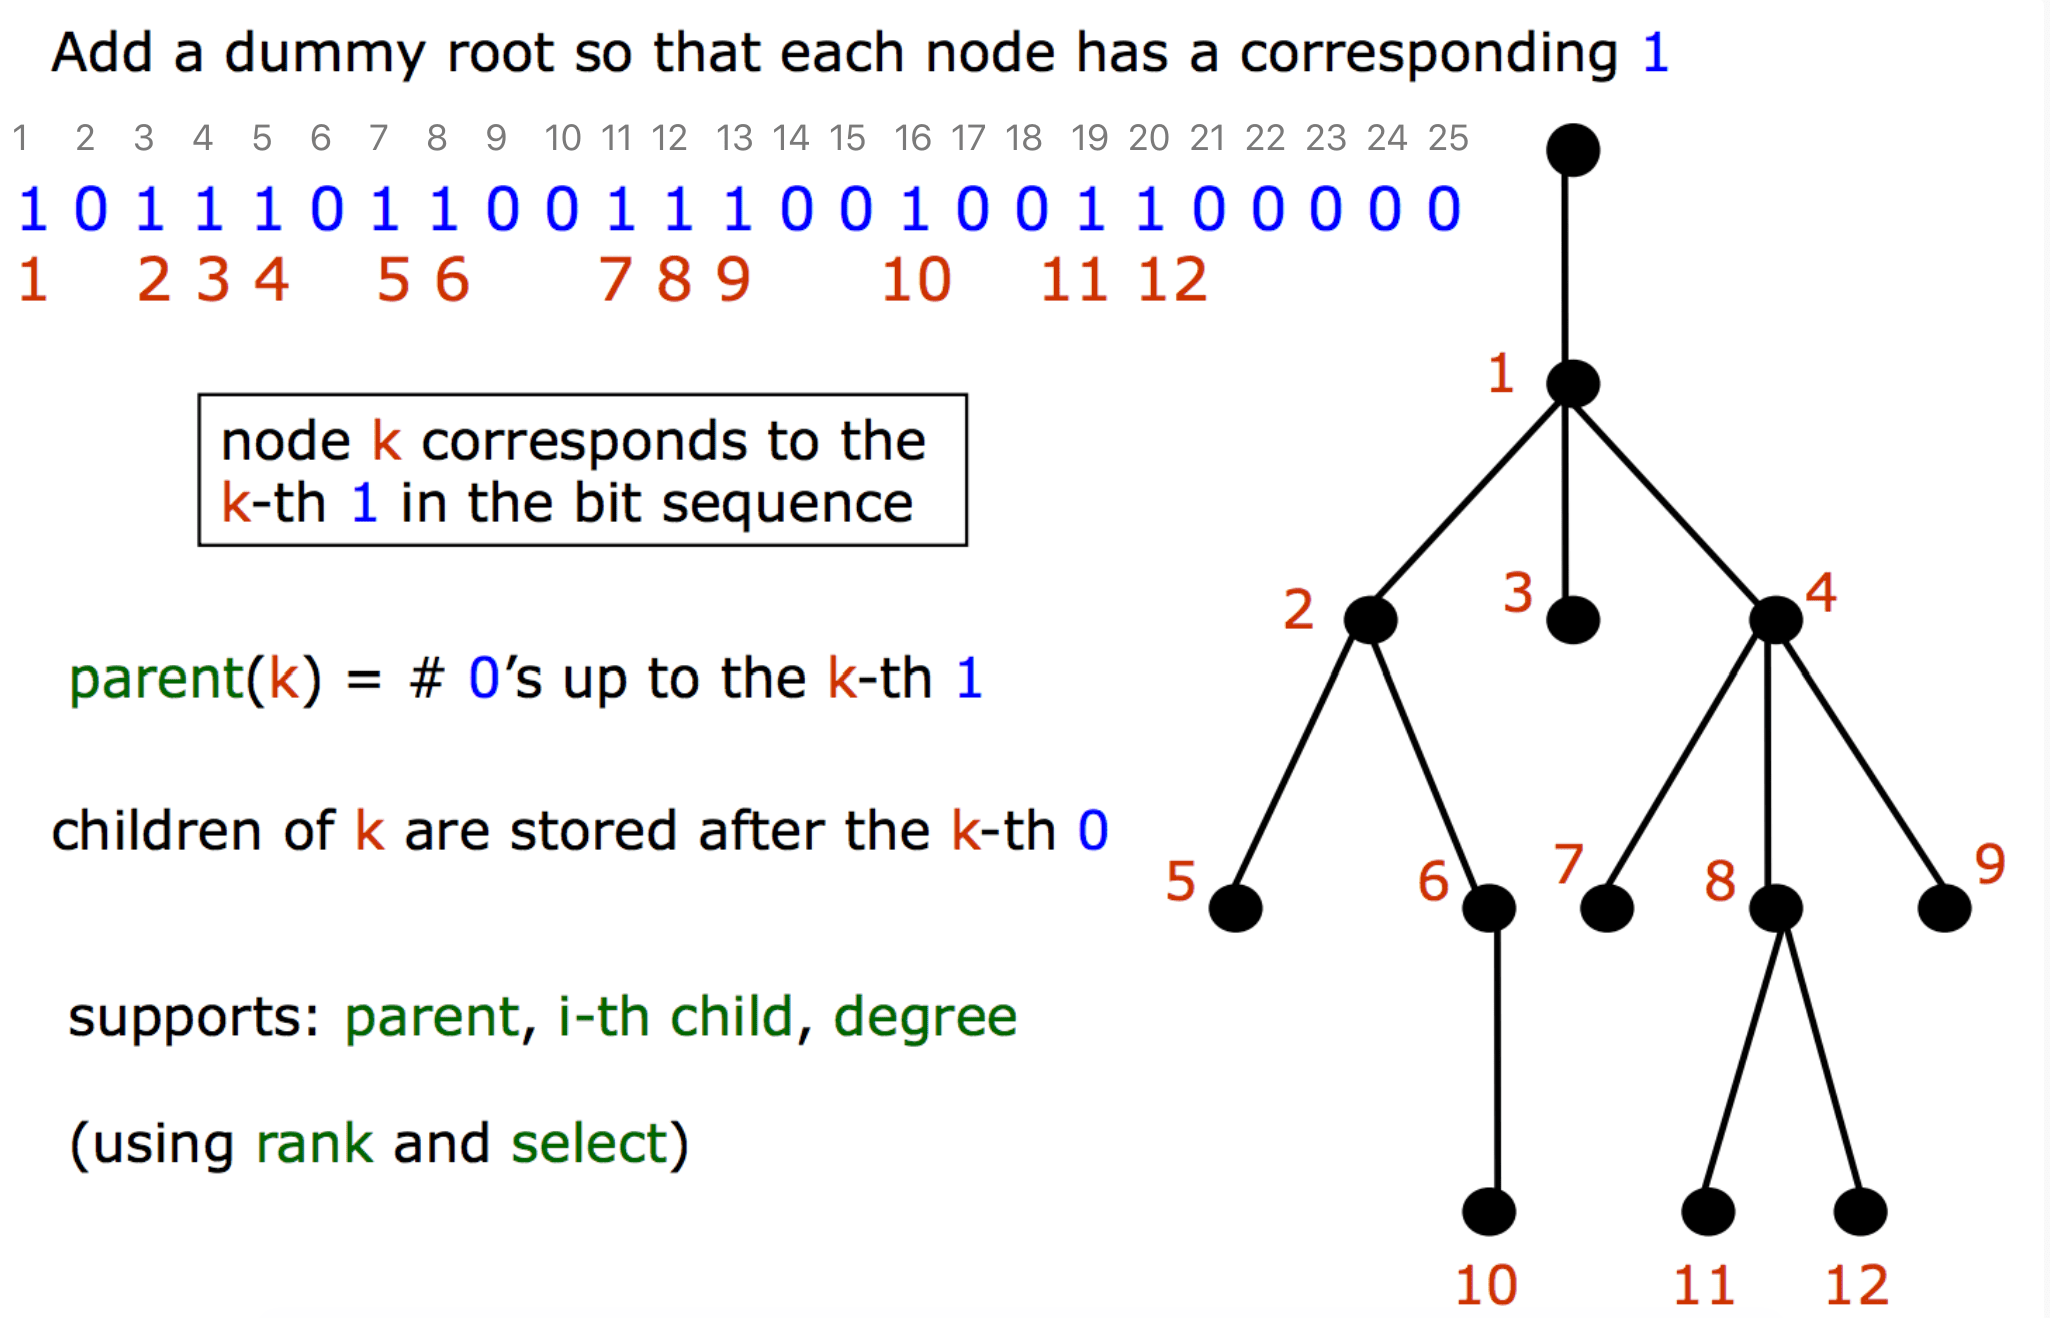 Add a dummy root so that each node has a corresponding 1
1 2 3 4 5 6 7 8 9 10 11 12 13 14 15 16 17 18 19 20 21 22 23 24 25
1 0 1 1 1 0 1 1 0 0 1 1 1 0 0 1 0 0 1 1 0 0 0 0 0
1 2 3 4 5 6 7 8 9 10 11 12
node k corresponds to the
k-th 1 in the bit sequence
parent(k) = # 0’s up to the k-th 1
children of k are stored after the k-th 0
supports: parent, i-th child, degree
(using rank and select)
1
2 3 4
5 6 7 8 9
10 11 12